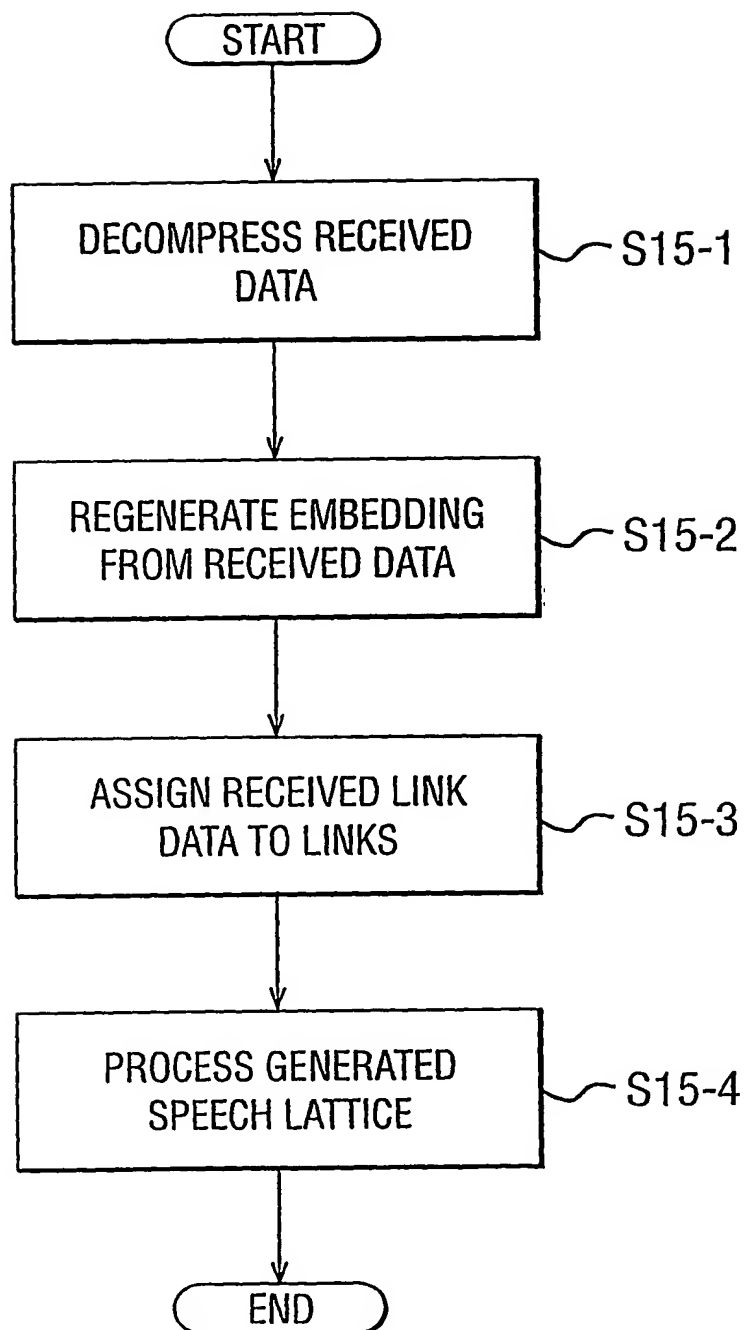 START
DECOMPRESS RECEIVED
DATA
S15-1
REGENERATE EMBEDDING
FROM RECEIVED DATA
S15-2
ASSIGN RECEIVED LINK
DATA TO LINKS
S15-3
PROCESS GENERATED
SPEECH LATTICE
S15-4
END